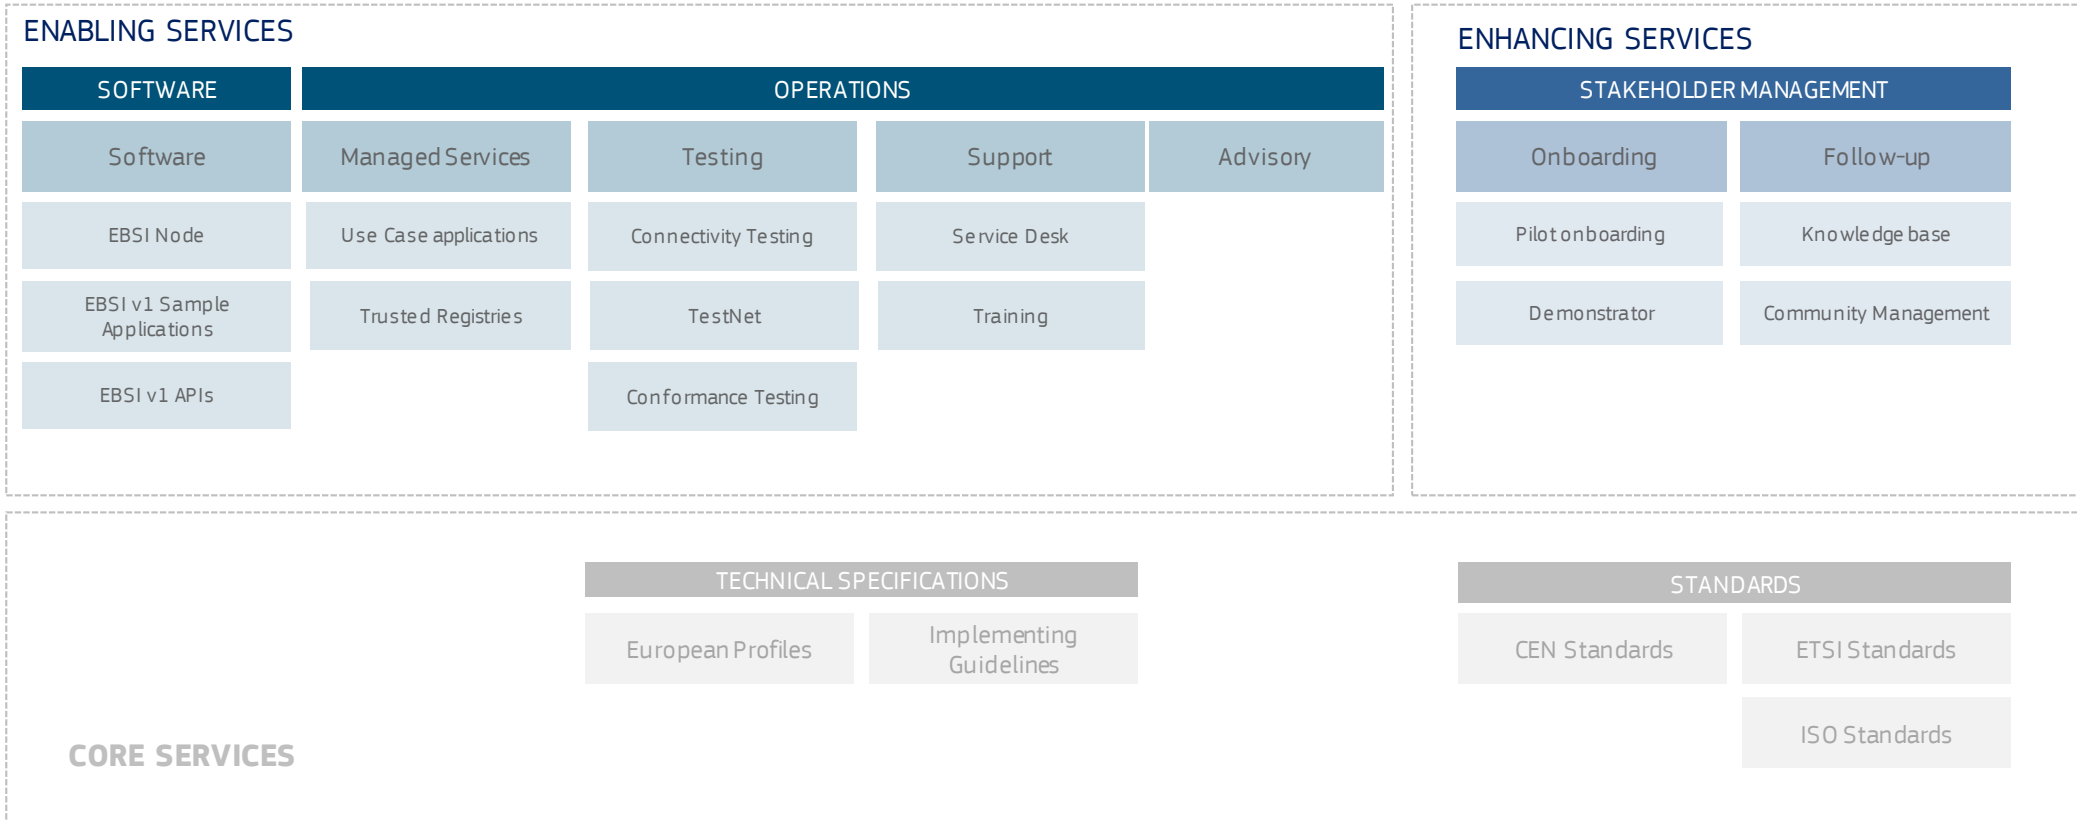 ENABLING SERVICES
ENHANCING SERVICES
SOFTWARE
OPERATIONS
STAKEHOLDER MANAGEMENT
Software
Managed Services
Testing
Support
Advisory
Onboarding
Follow-up
EBSI Node
Use Case applications
Connectivity Testing
Service Desk
Pilot onboarding
Knowledge base
EBSI v1 Sample
Applications
Trusted Registries
TestNet
Training
Demonstrator
Community Management
EBSI v1 APIs
Conformance Testing
TECHNICAL SPECIFICATIONS
STANDARDS
European Profiles
Implementing
Guidelines
CEN Standards
ETSI Standards
ISO Standards
CORE SERVICES